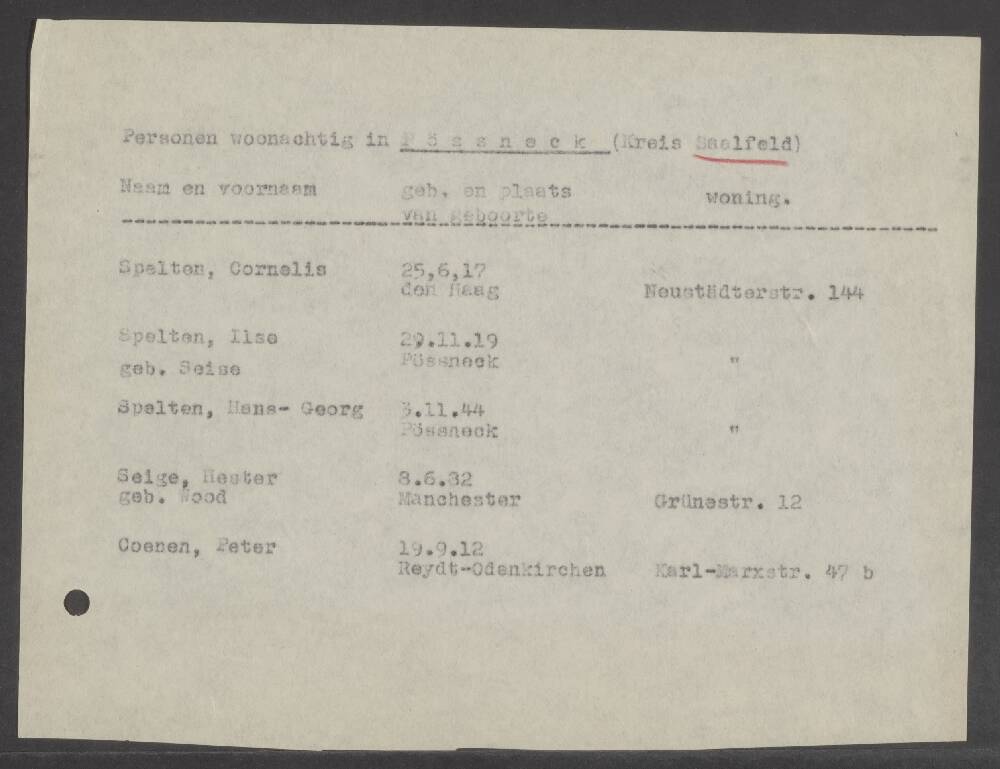 Personen woonachtig in P ö s s n e c k (Kreis Saalfeld)
Naam en voornaam geb. en plaats woning.
van geboorte
Spelten, Cornelis 25,6,17
den Haag Neustädterstr. 144
Spelten, Ilse 29.11.19
Pössneck "
geb. Seise
Spelten, Hans- Georg 3.11.44
Pössneck "
Seige, Hester 8.6.82
geb. Wood Manchester Grünestr. 12
Coenen, Peter 19.9.12
Reydt-Odenkirchen Karl-Marxstr. 47 b